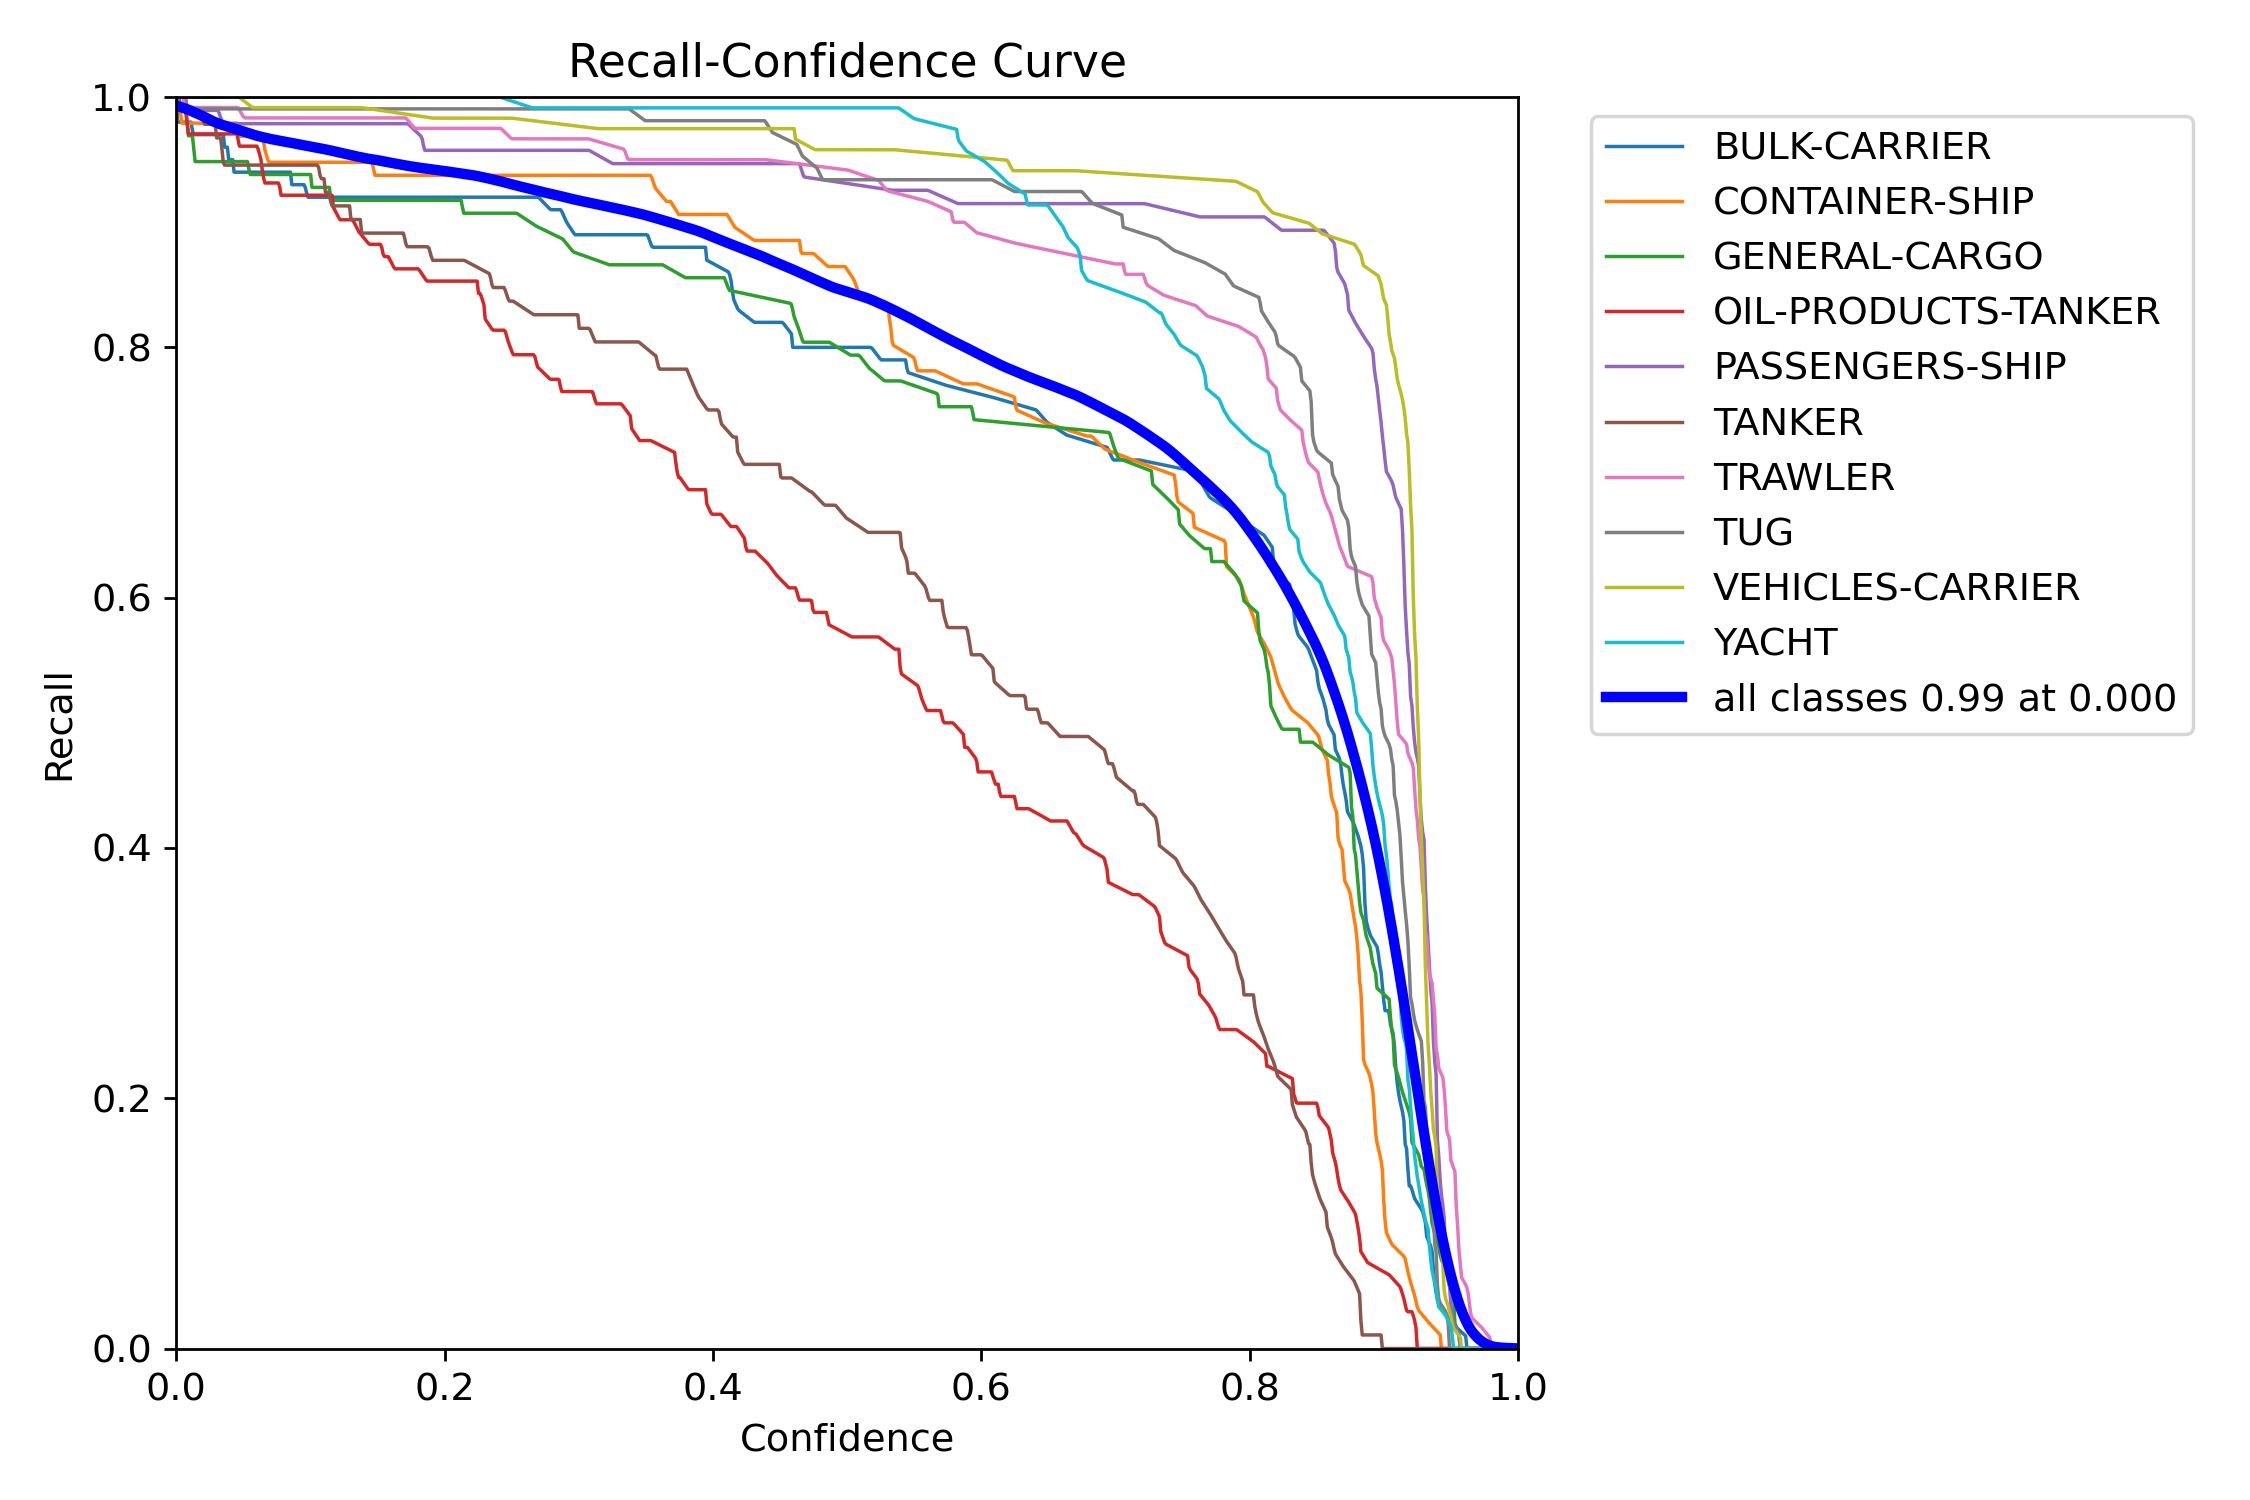 Recall-Confidence Curve
1.0
0.8
0.6
0.4
0.2
0.0
Recall
0.0 0.2 0.4 0.6 0.8 1.0
Confidence
BULK-CARRIER
CONTAINER-SHIP
GENERAL-CARGO
OIL-PRODUCTS-TANKER
PASSENGERS-SHIP
TANKER
TRAWLER
TUG
VEHICLES-CARRIER
YACHT
all classes 0.99 at 0.000